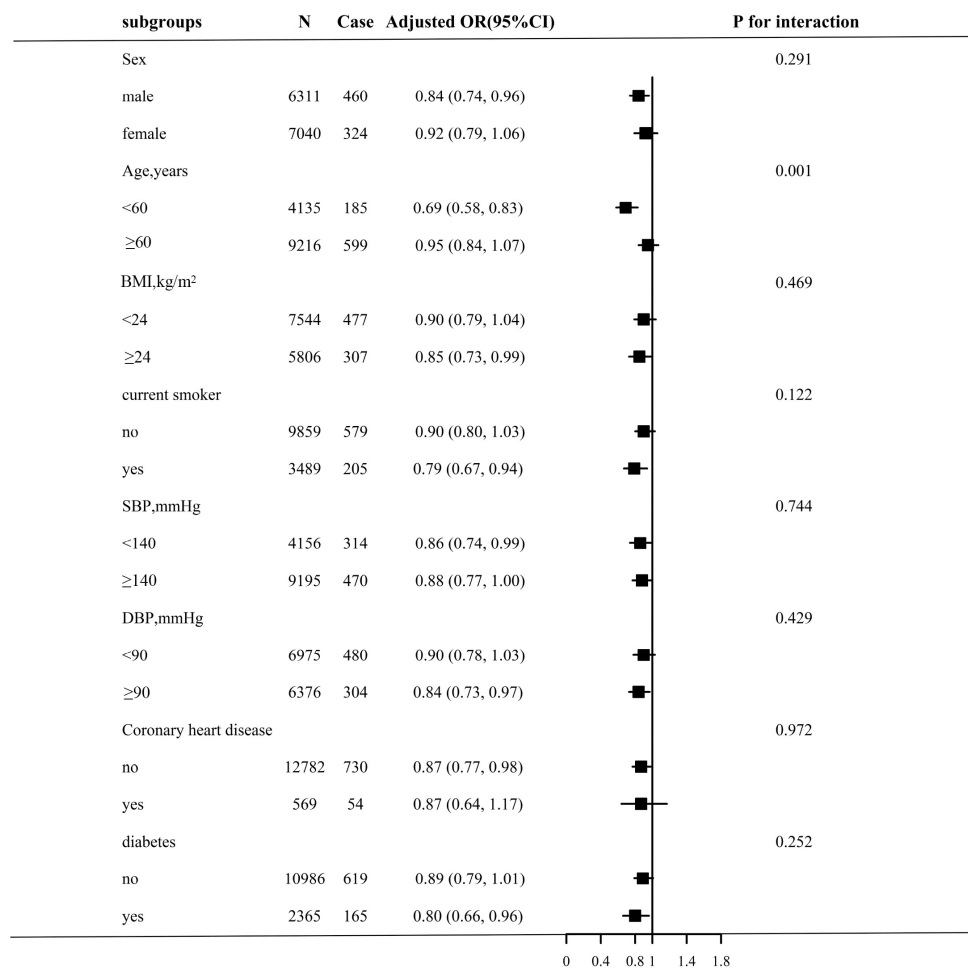 subgroups N Case Adjusted OR(95%CI) P for interaction
Sex 0.291
male 6311 460 0.84 (0.74, 0.96)
female 7040 324 0.92 (0.79, 1.06)
Age,years 0.001
<60 4135 185 0.69 (0.58, 0.83)
≥60 9216 599 0.95 (0.84, 1.07)
BMI,kg/m² 0.469
<24 7544 477 0.90 (0.79, 1.04)
≥24 5806 307 0.85 (0.73, 0.99)
current smoker 0.122
no 9859 579 0.90 (0.80, 1.03)
yes 3489 205 0.79 (0.67, 0.94)
SBP,mmHg 0.744
<140 4156 314 0.86 (0.74, 0.99)
≥140 9195 470 0.88 (0.77, 1.00)
DBP,mmHg 0.429
<90 6975 480 0.90 (0.78, 1.03)
≥90 6376 304 0.84 (0.73, 0.97)
Coronary heart disease 0.972
no 12782 730 0.87 (0.77, 0.98)
yes 569 54 0.87 (0.64, 1.17)
diabetes 0.252
no 10986 619 0.89 (0.79, 1.01)
yes 2365 165 0.80 (0.66, 0.96)
0 0.4 0.8 1 1.4 1.8